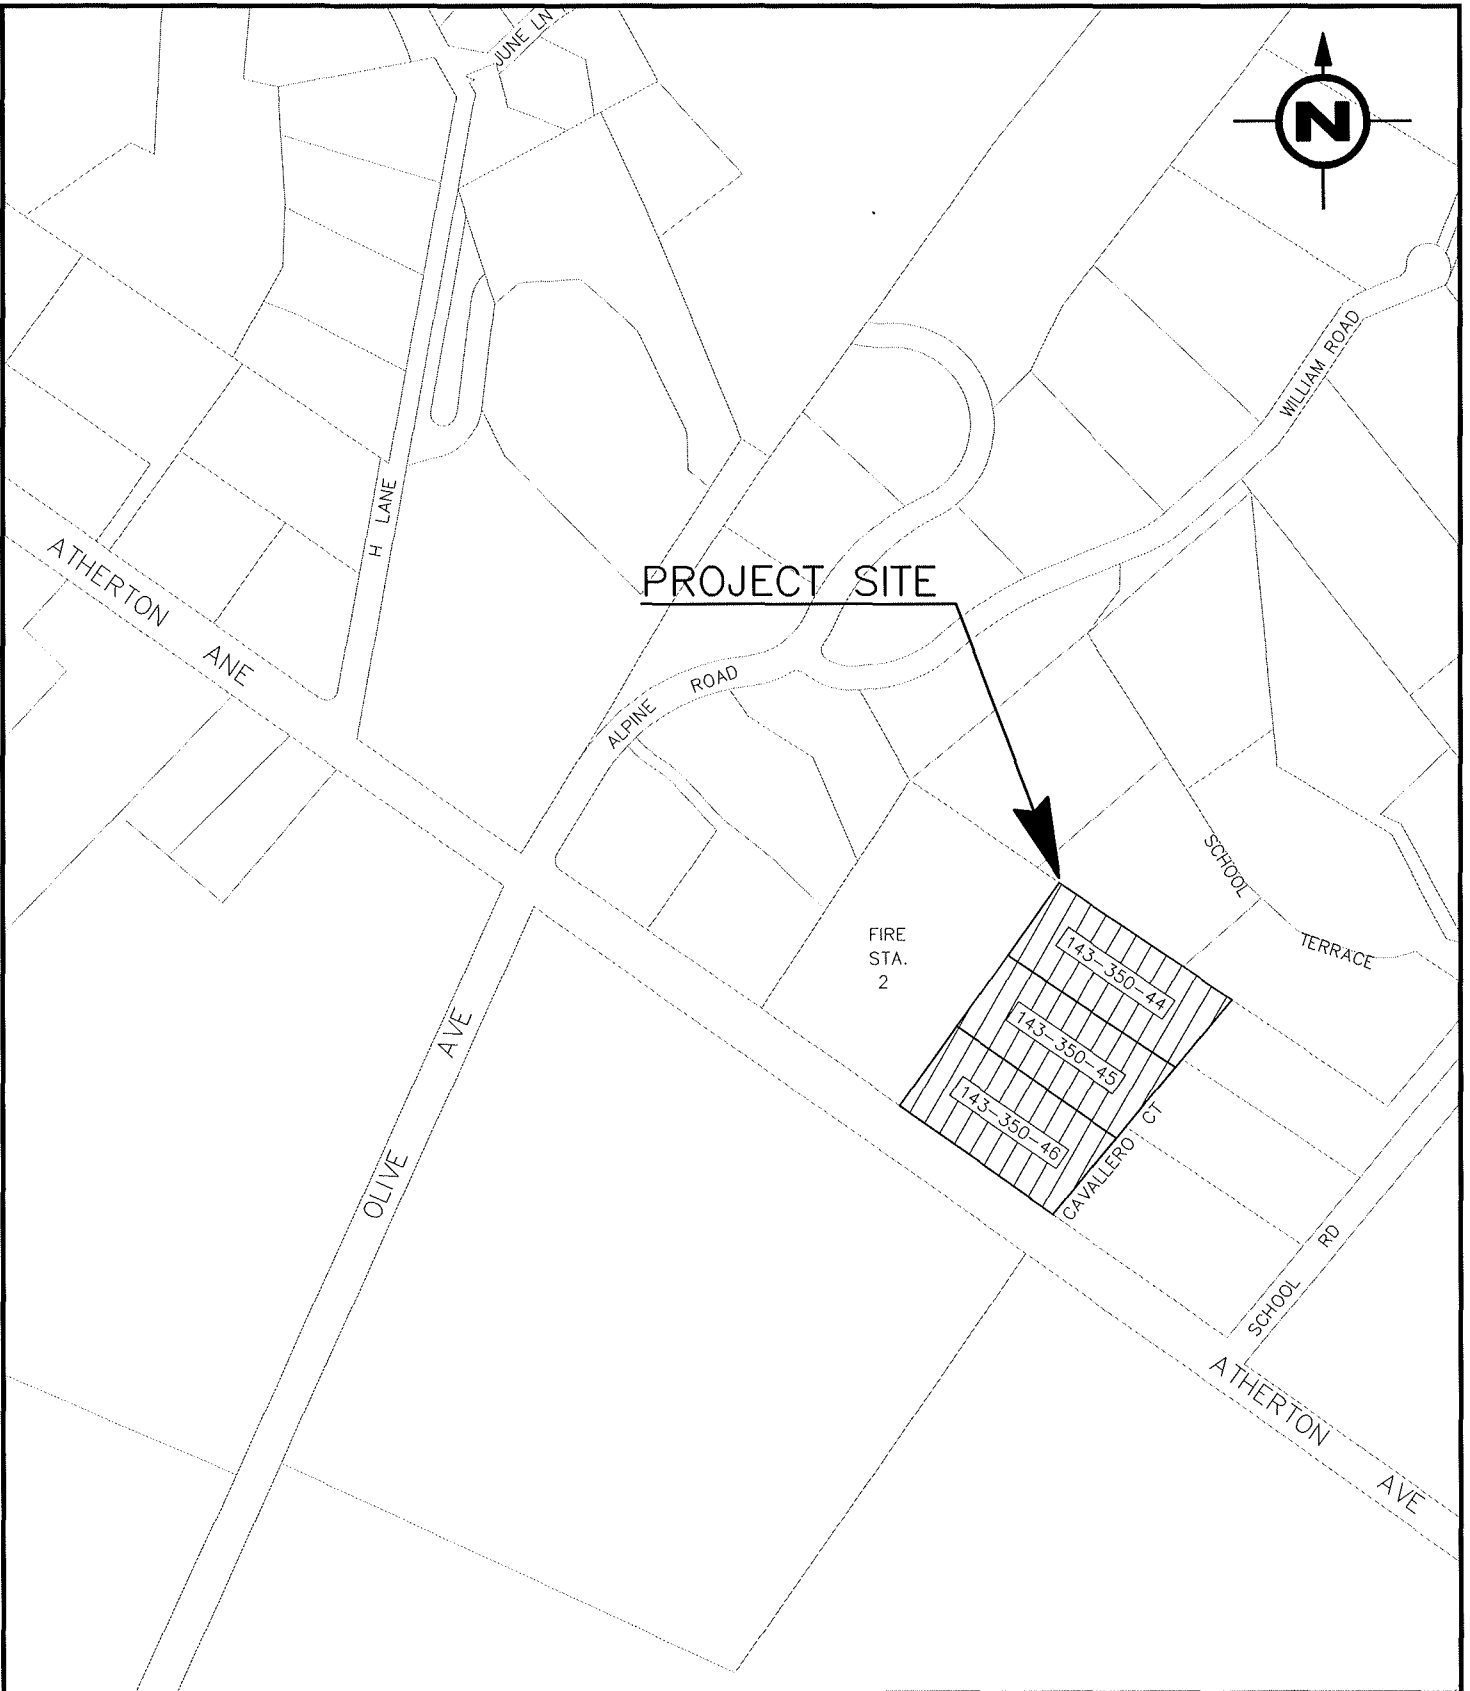 JUNE LN
N
WILLIAM ROAD
H LANE
ATHERTON ANE
PROJECT SITE
ALPINE ROAD
SCHOOL TERRACE
FIRE
STA.
2
143-350-44
143-350-45
143-350-46
CAVALLERO CT
OLIVE AVE
SCHOOL RD
ATHERTON AVE